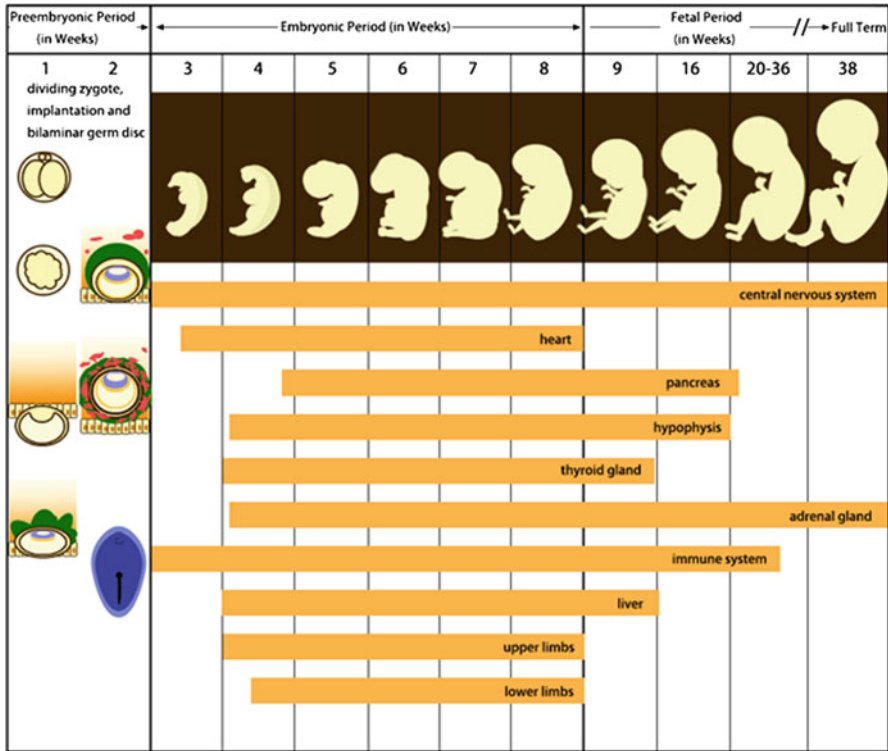 Preembryonic Period
(in Weeks)
Embryonic Period (in Weeks)
Fetal Period
(in Weeks)
Full Term
1 2 3 4 5 6 7 8 9 16 20-36 38
dividing zygote,
implantation and
bilaminar germ disc
central nervous system
heart
pancreas
hypophysis
thyroid gland
adrenal gland
immune system
liver
upper limbs
lower limbs